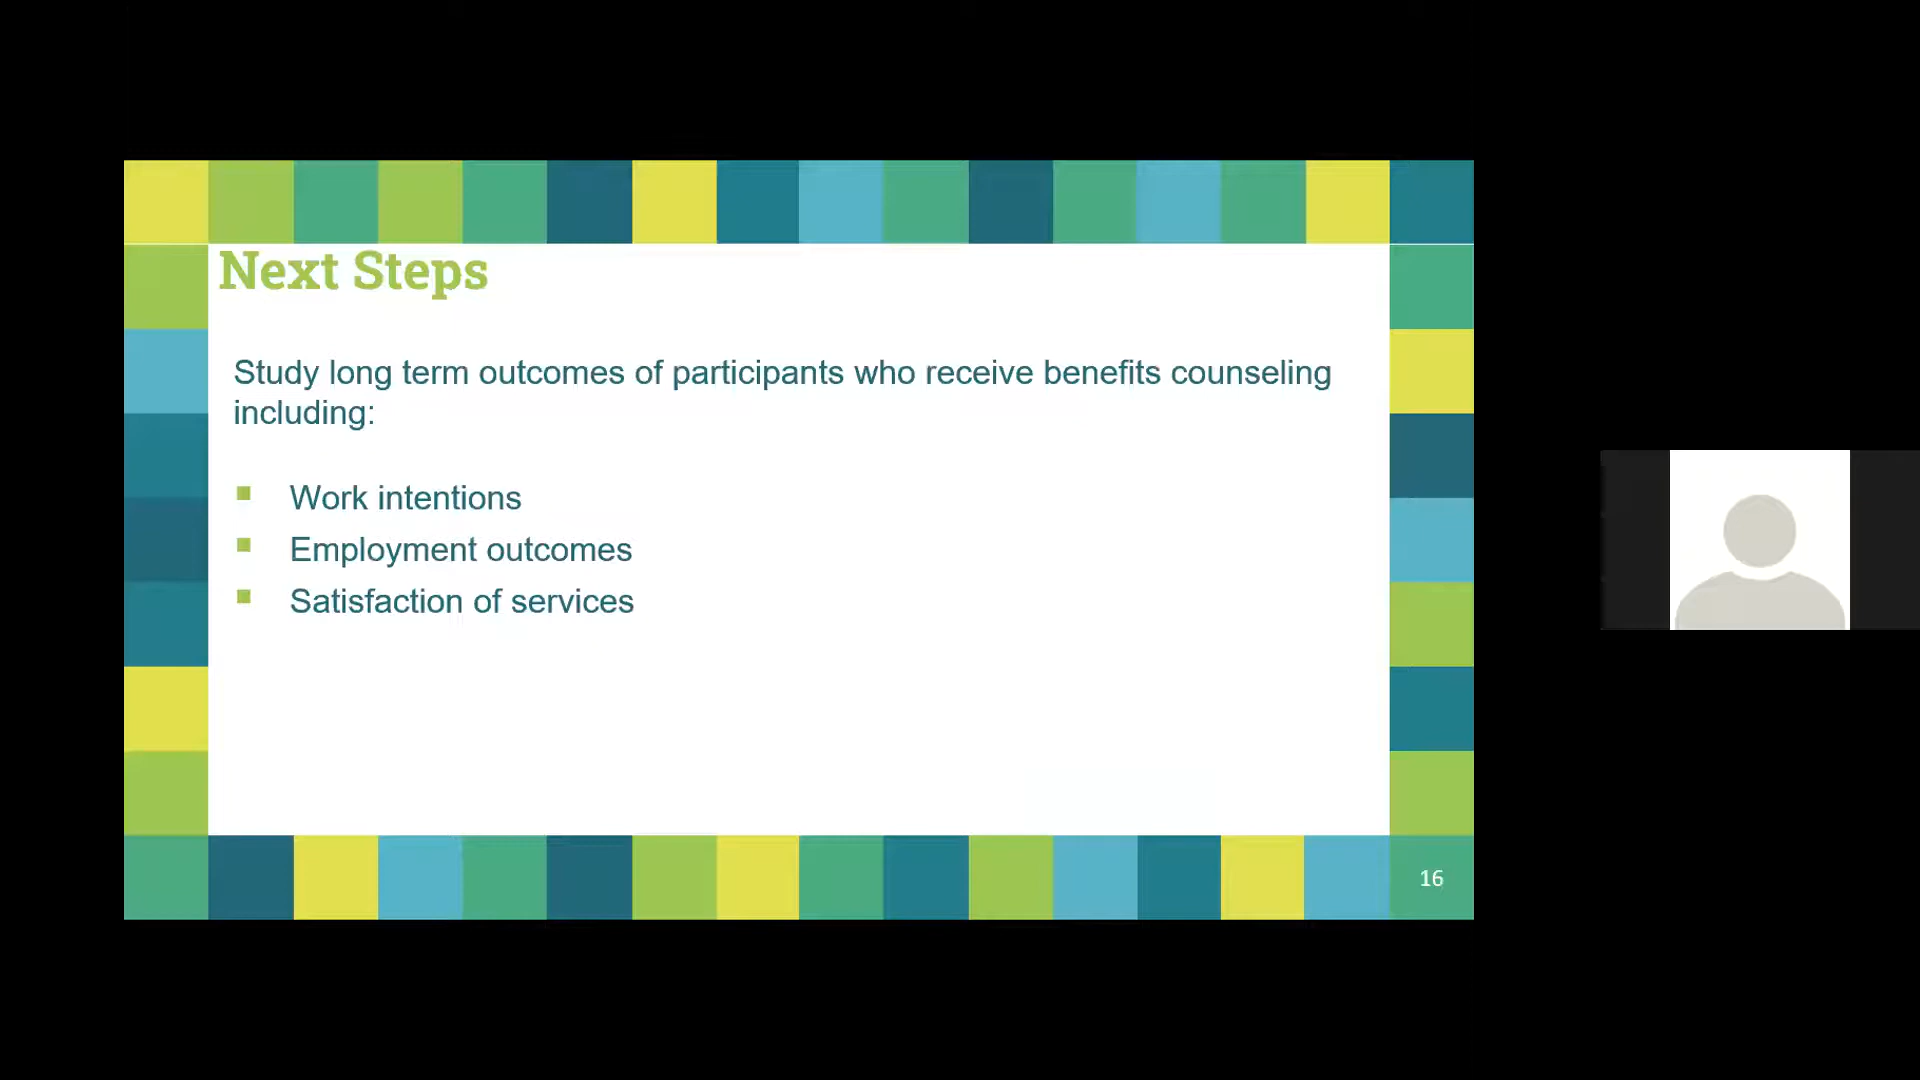 Next Steps
Study long term outcomes of participants who receive benefits counseling
including:
Work intentions
Employment outcomes
Satisfaction of services
16